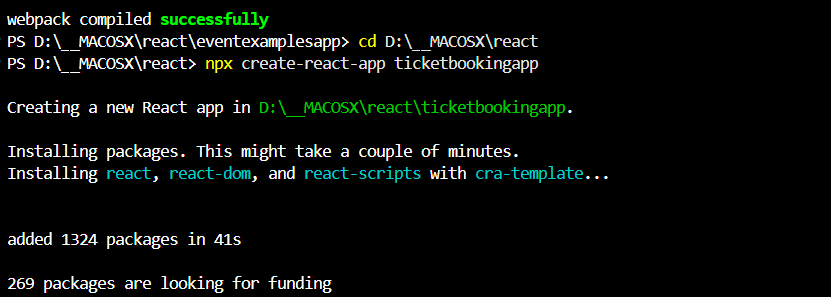 webpack compiled successfully
PS D:\__MACOSX\react\eventexamplesapp> cd D:\__MACOSX\react
PS D:\__MACOSX\react> npx create-react-app ticketbookingapp
Creating a new React app in D:\__MACOSX\react\ticketbookingapp.
Installing packages. This might take a couple of minutes.
Installing react, react-dom, and react-scripts with cra-template...
added 1324 packages in 41s
269 packages are looking for funding